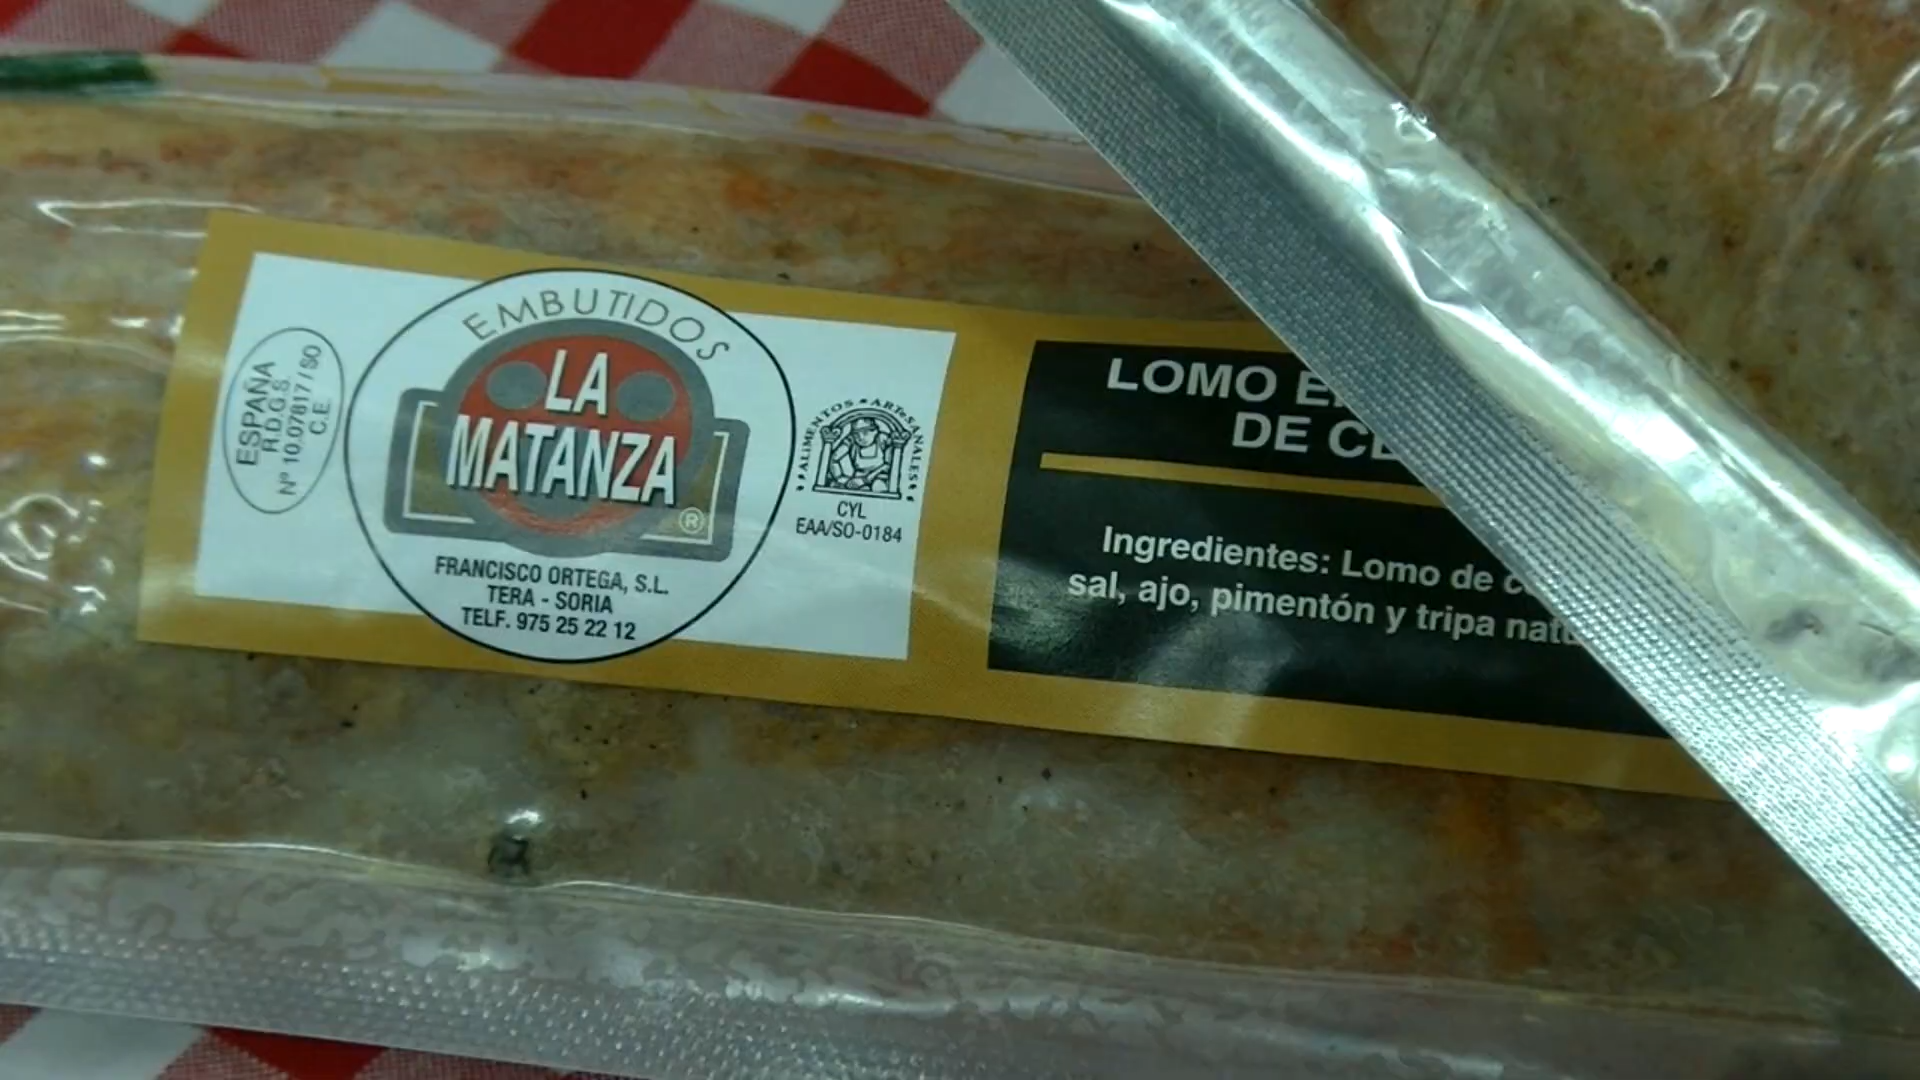 ESPAÑA
R.D.G.S.
Nº 10.07817/SO
C.E.
EMBUTIDOS
LA
MATANZA
®
FRANCISCO ORTEGA, S.L.
TERA - SORIA
TELF. 975 25 22 12
ALIMENTOS ARTESANALES
CYL
EAA/SO-0184
LOMO
DE
Ingredientes: Lomo de
sal, ajo, pimentón y tripa